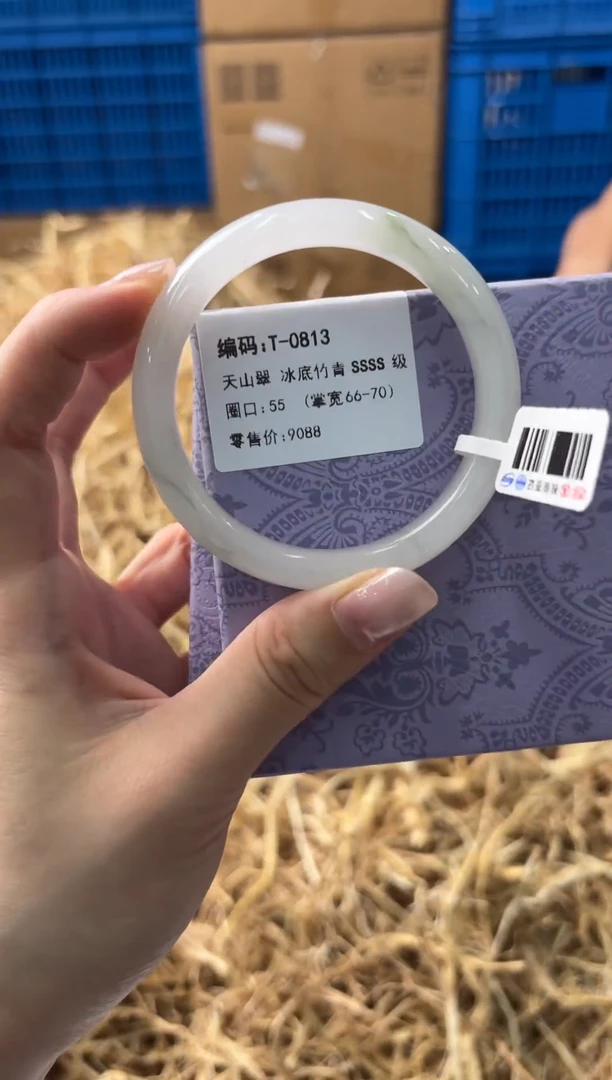 编码:T-0813
天山翠 冰底竹青 SSSS 级
圈口:55 (掌宽66-70)
零售价:9088